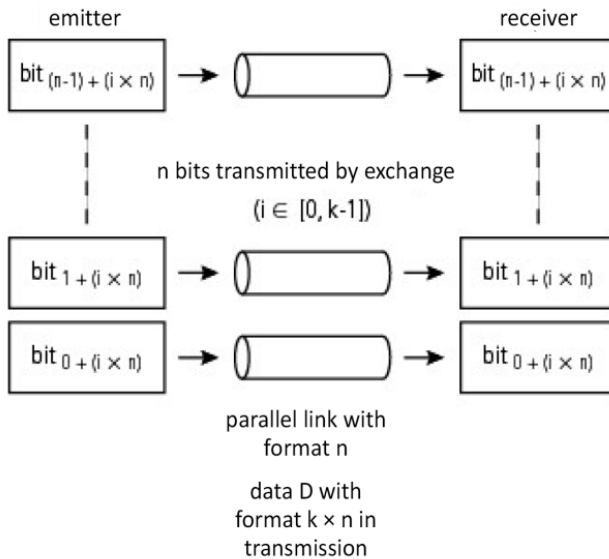 emitter receiver
bit (n-1) + (i × n) bit (n-1) + (i × n)
n bits transmitted by exchange
(i ∈ [0, k-1])
bit 1 + (i × n) bit 1 + (i × n)
bit 0 + (i × n) bit 0 + (i × n)
parallel link with
format n
data D with
format k × n in
transmission